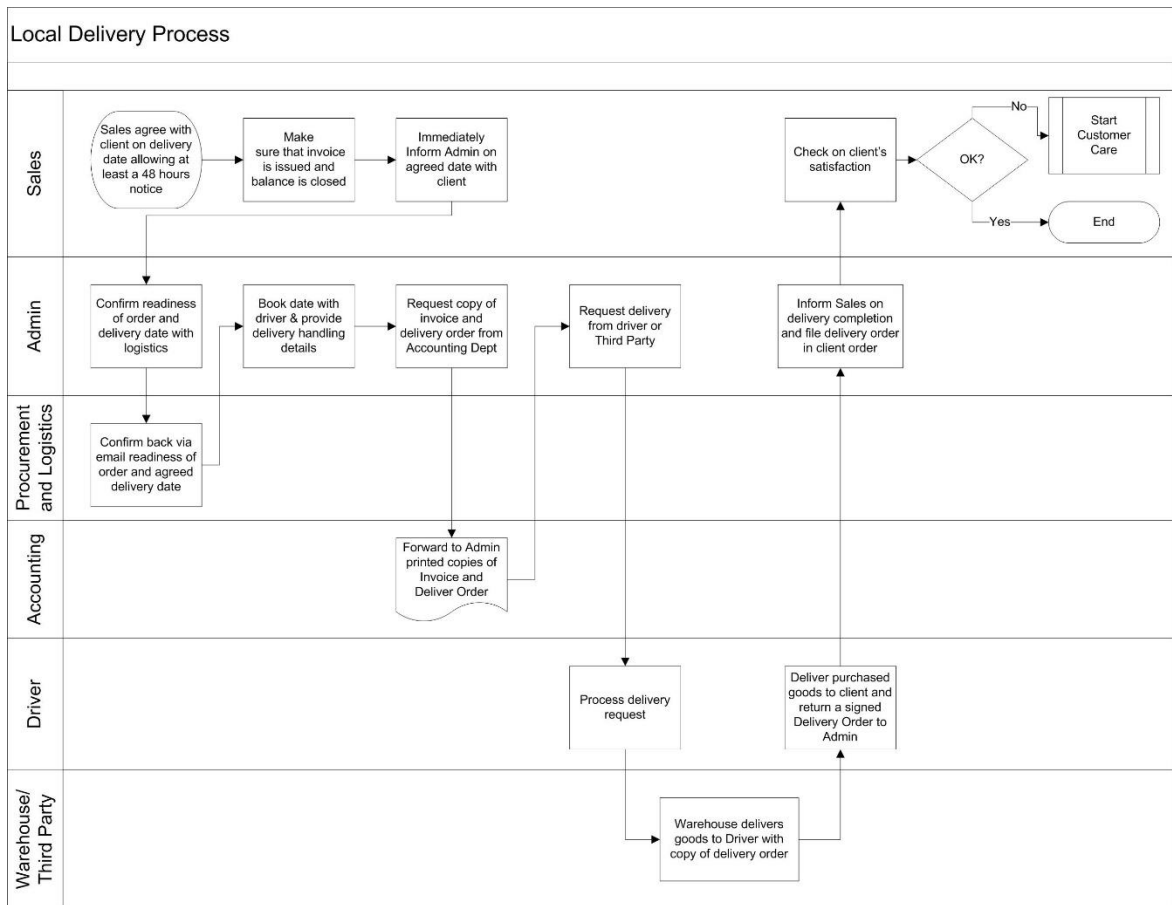 Local Delivery Process
Sales
Sales agree with
client on delivery
date allowing at
least a 48 hours
notice
Make
sure that invoice
is issued and
balance is closed
Immediately
Inform Admin on
agreed date with
client
Check on client's
satisfaction
OK?
No
Start
Customer
Care
Yes
End
Admin
Confirm readiness
of order and
delivery date with
logistics
Book date with
driver & provide
delivery handling
details
Request copy of
invoice and
delivery order from
Accounting Dept
Request delivery
from driver or
Third Party
Inform Sales on
delivery completion
and file delivery order
in client order
Procurement
and Logistics
Confirm back via
email readiness of
order and agreed
delivery date
Accounting
Forward to Admin
printed copies of
Invoice and
Deliver Order
Driver
Process delivery
request
Deliver purchased
goods to client and
return a signed
Delivery Order to
Admin
Warehouse/
Third Party
Warehouse delivers
goods to Driver with
copy of delivery order